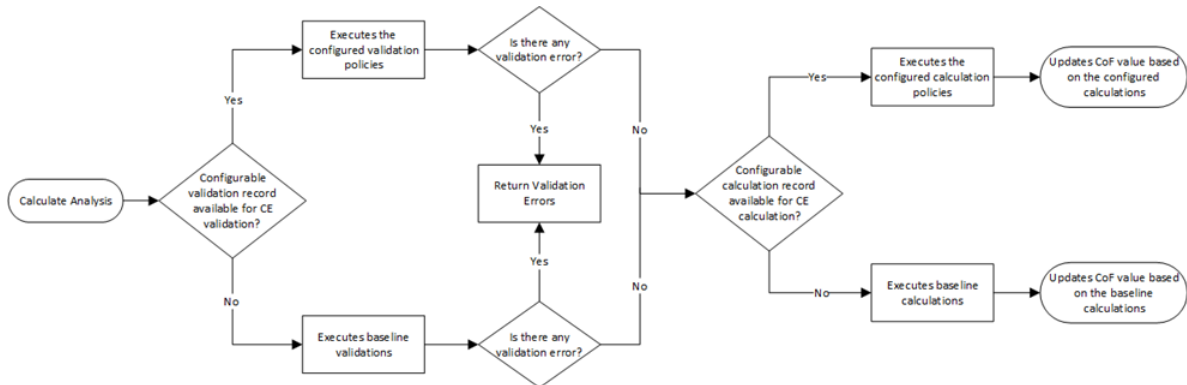 Calculate Analysis
Configurable
validation record
available for CE
validation?
Yes
Executes the
configured validation
policies
Is there any
validation error?
Yes
No
Return Validation
Errors
No
Executes baseline
validations
Is there any
validation error?
Yes
No
Configurable
calculation record
available for CE
calculation?
Yes
Executes the
configured calculation
policies
Updates CoF value based
on the configured
calculations
No
Executes baseline
calculations
Updates CoF value based
on the baseline
calculations